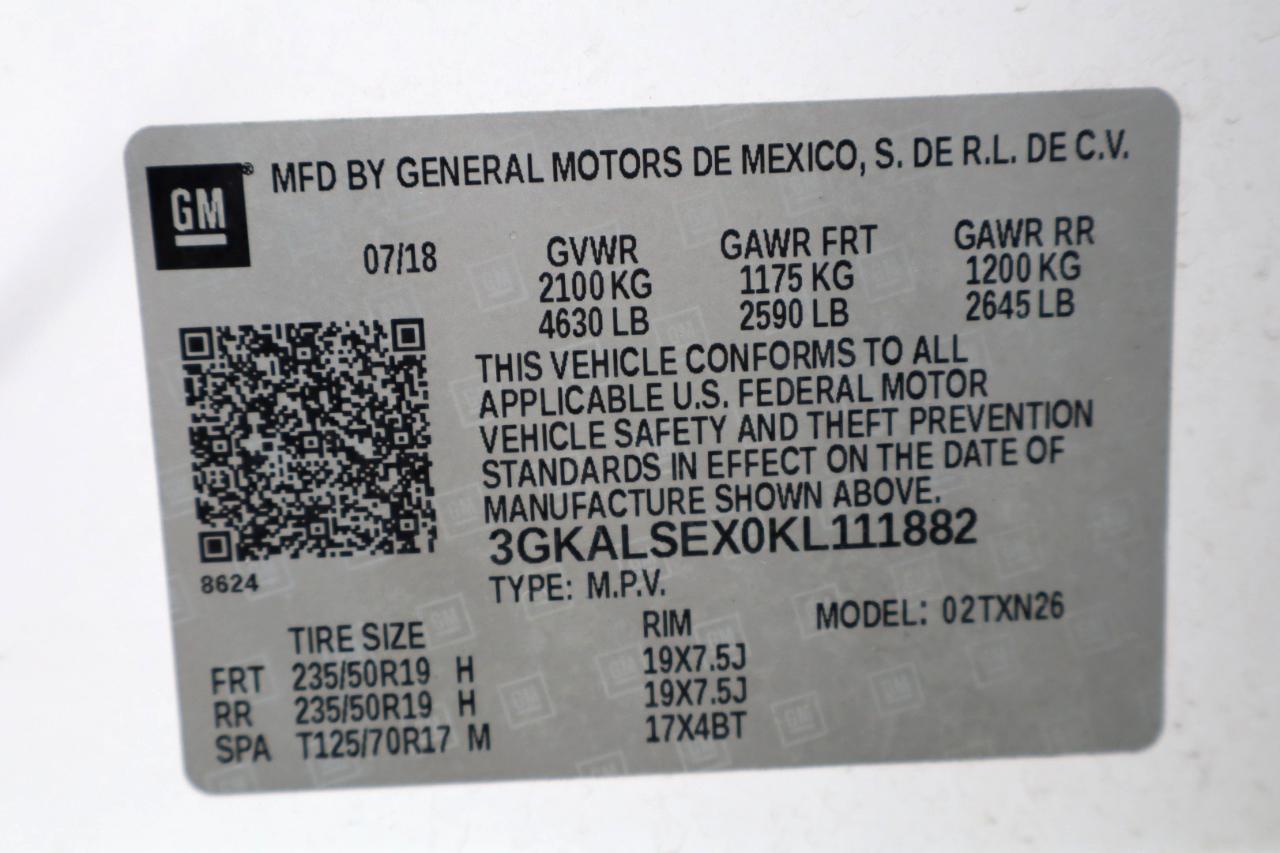 GM® MFD BY GENERAL MOTORS DE MEXICO, S. DE R.L. DE C.V.
07/18 GVWR GAWR FRT GAWR RR
2100 KG 1175 KG 1200 KG
4630 LB 2590 LB 2645 LB
THIS VEHICLE CONFORMS TO ALL
APPLICABLE U.S. FEDERAL MOTOR
VEHICLE SAFETY AND THEFT PREVENTION
STANDARDS IN EFFECT ON THE DATE OF
MANUFACTURE SHOWN ABOVE.
3GKALSEX0KL111882
8624
TYPE: M.P.V. MODEL: 02TXN26
TIRE SIZE RIM
FRT 235/50R19 H 19X7.5J
RR 235/50R19 H 19X7.5J
SPA T125/70R17 M 17X4BT